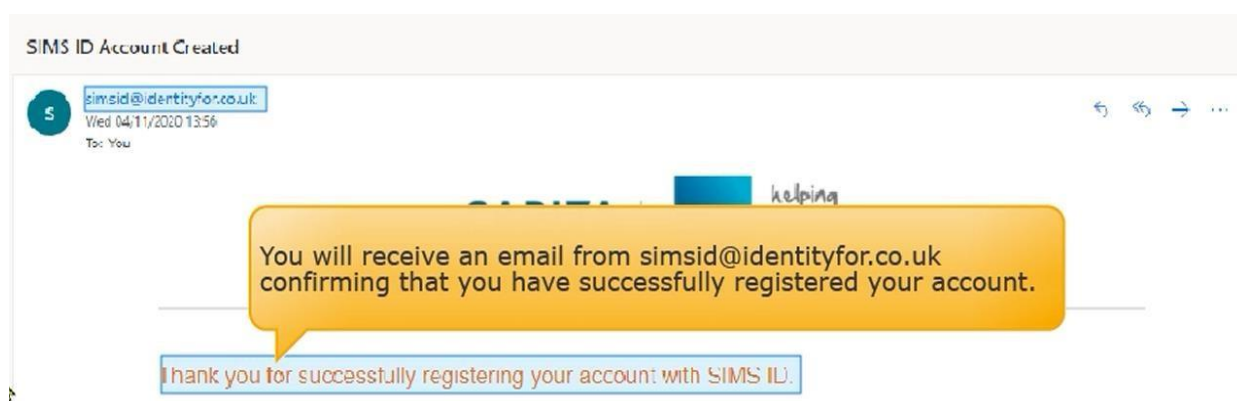 SIMS ID Account Created
S
simsid@identityfor.co.uk
Wed 04/11/2020 13:56
To: You
helping
You will receive an email from simsid@identityfor.co.uk
confirming that you have successfully registered your account.
Thank you for successfully registering your account with SIMS ID.